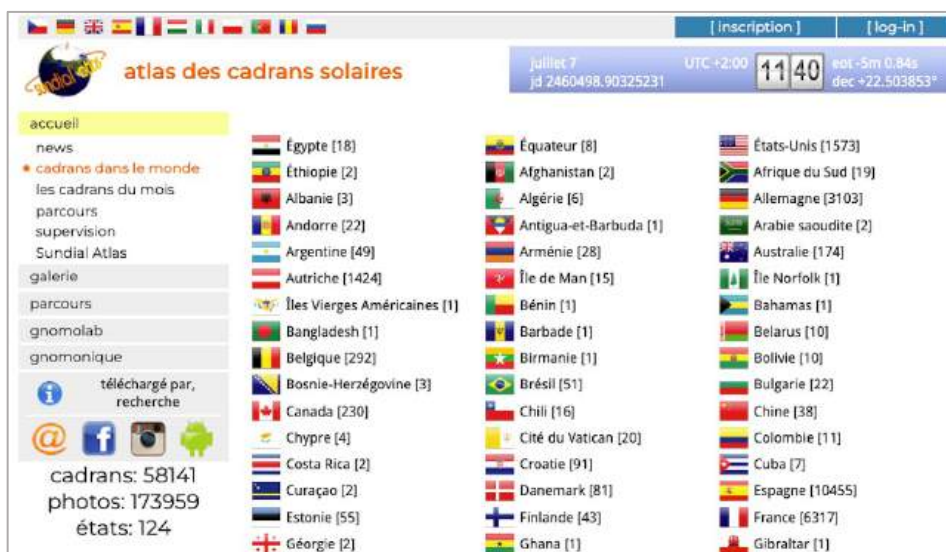 [ inscription ] [ log-in ]
sundial atlas
atlas des cadrans solaires
juillet 7 UTC +2:00 11 40 eot -5m 0.84s
jd 2460498.90325231 dec +22.503853°
accueil
news
cadrans dans le monde
les cadrans du mois
parcours
supervision
Sundial Atlas
galerie
parcours
gnomolab
gnomonique
téléchargé par,
recherche
cadrans: 58141
photos: 173959
états: 124
Égypte [18] Équateur [8] États-Unis [1573]
Éthiopie [2] Afghanistan [2] Afrique du Sud [19]
Albanie [3] Algérie [6] Allemagne [3103]
Andorre [22] Antigua-et-Barbuda [1] Arabie saoudite [2]
Argentine [49] Arménie [28] Australie [174]
Autriche [1424] Île de Man [15] Île Norfolk [1]
Îles Vierges Américaines [1] Bénin [1] Bahamas [1]
Bangladesh [1] Barbade [1] Belarus [10]
Belgique [292] Birmanie [1] Bolivie [10]
Bosnie-Herzégovine [3] Brésil [51] Bulgarie [22]
Canada [230] Chili [16] Chine [38]
Chypre [4] Cité du Vatican [20] Colombie [11]
Costa Rica [2] Croatie [91] Cuba [7]
Curaçao [2] Danemark [81] Espagne [10455]
Estonie [55] Finlande [43] France [6317]
Géorgie [2] Ghana [1] Gibraltar [1]